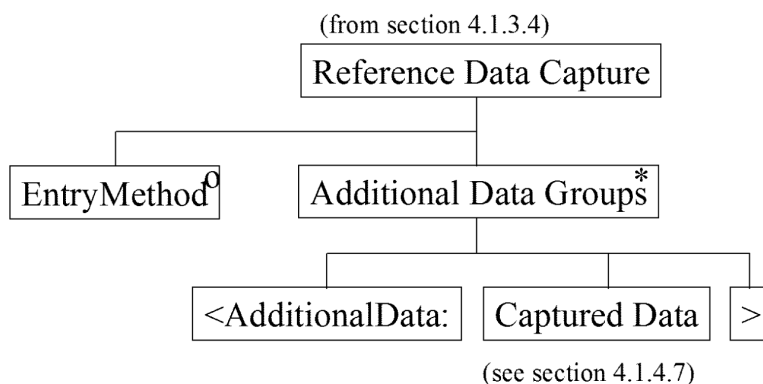 (from section 4.1.3.4)
Reference Data Capture
EntryMethod o
Additional Data Groups *
<AdditionalData:
Captured Data
>
(see section 4.1.4.7)